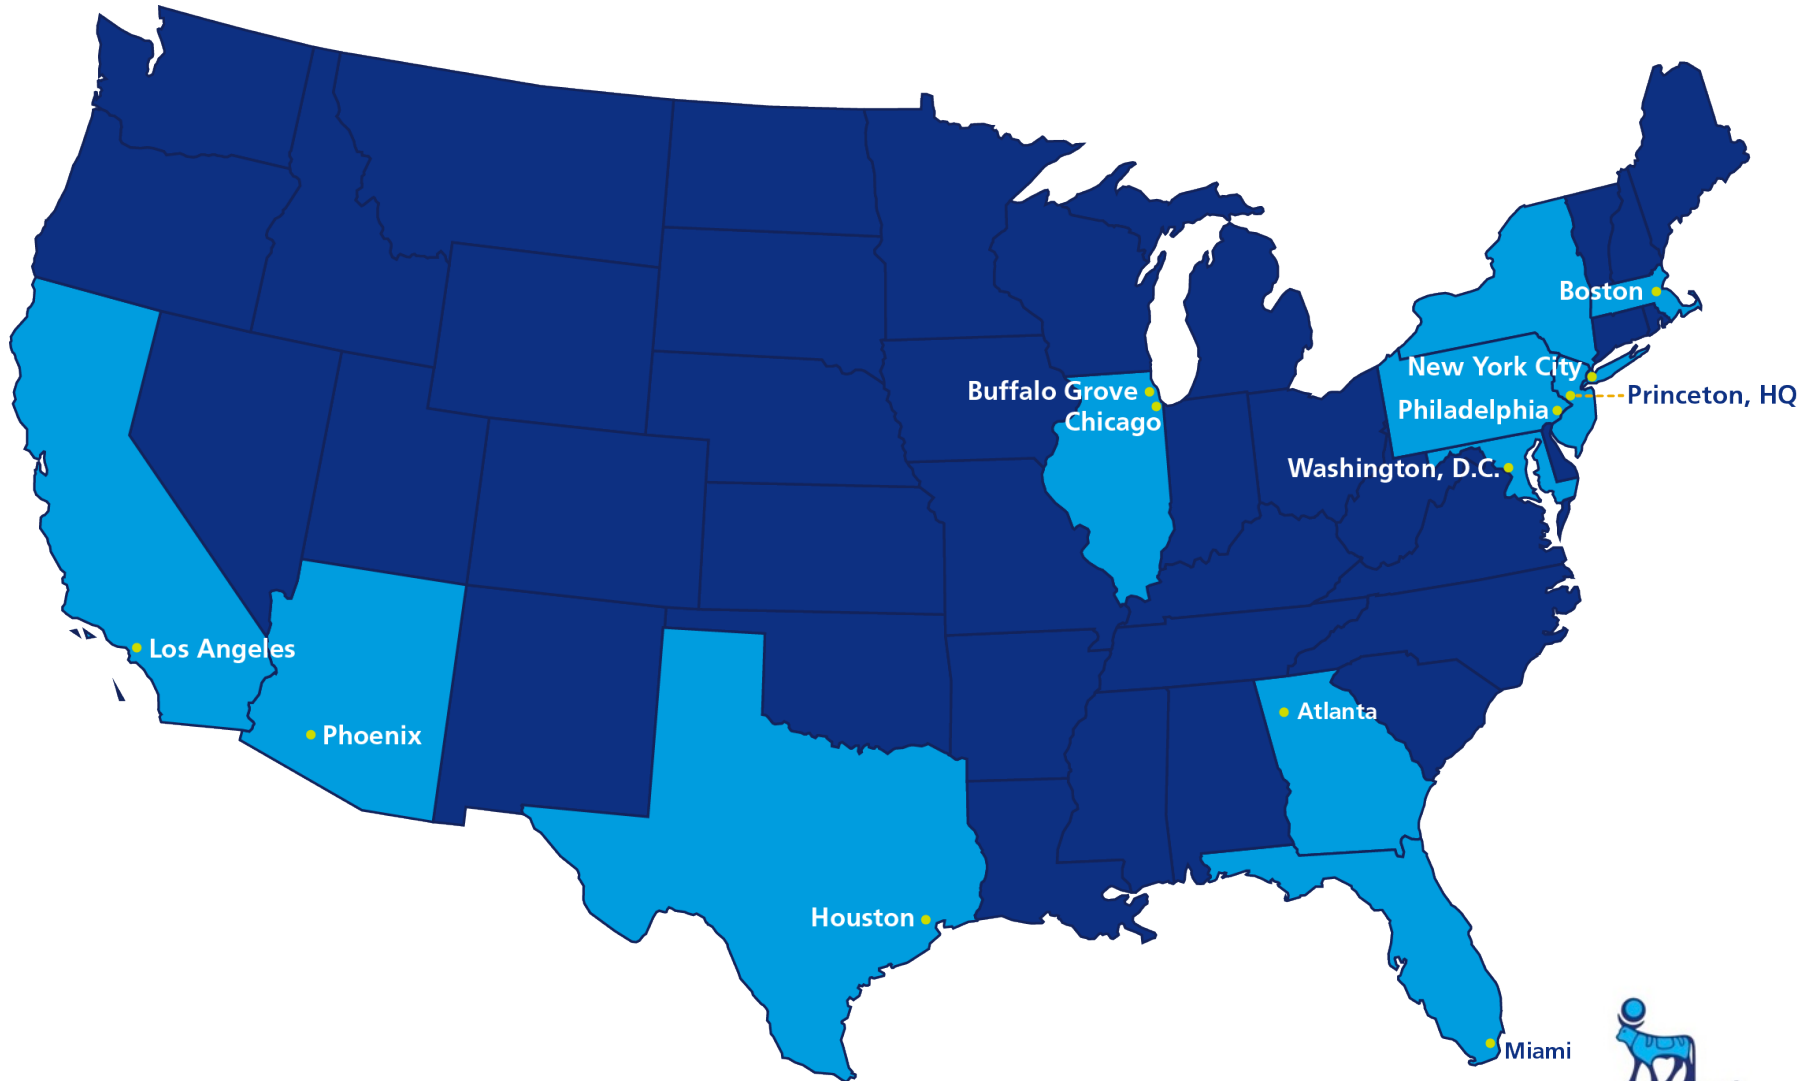 Boston
New York City
Buffalo Grove
Princeton, HQ
Philadelphia
Chicago
Washington, D.C.
Los Angeles
Atlanta
Phoenix
Houston
Miami